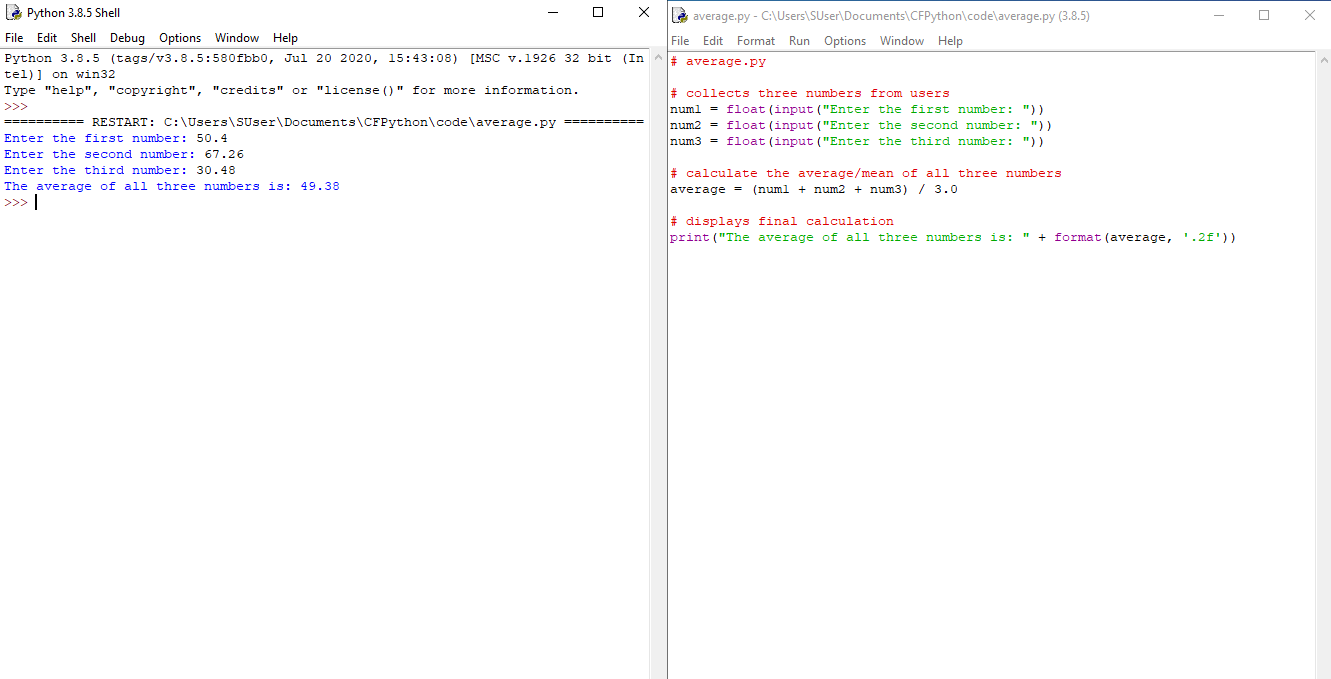 Python 3.8.5 Shell
File Edit Shell Debug Options Window Help
Python 3.8.5 (tags/v3.8.5:580fbb0, Jul 20 2020, 15:43:08) [MSC v.1926 32 bit (In
tel)] on win32
Type "help", "copyright", "credits" or "license()" for more information.
>>>
========== RESTART: C:\Users\SUser\Documents\CFPython\code\average.py ==========
Enter the first number: 50.4
Enter the second number: 67.26
Enter the third number: 30.48
The average of all three numbers is: 49.38
>>>
average.py - C:\Users\SUser\Documents\CFPython\code\average.py (3.8.5)
File Edit Format Run Options Window Help
# average.py
# collects three numbers from users
num1 = float(input("Enter the first number: "))
num2 = float(input("Enter the second number: "))
num3 = float(input("Enter the third number: "))
# calculate the average/mean of all three numbers
average = (num1 + num2 + num3) / 3.0
# displays final calculation
print("The average of all three numbers is: " + format(average, '.2f'))